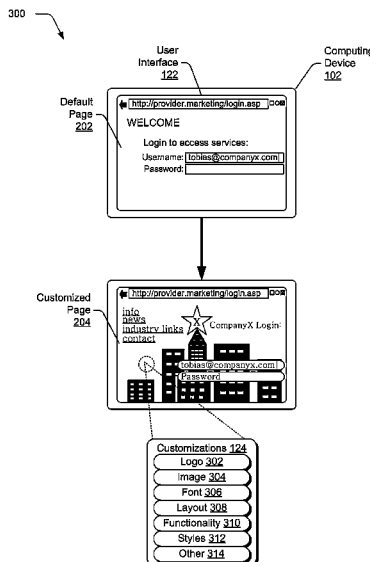 300
User
Interface
122
Computing
Device
102
http://provider.marketing/login.asp
Default
Page
202
WELCOME
Login to access services:
Username: tobias@companyx.com
Password:
http://provider.marketing/login.asp
Customized
Page
204
info
news
industry links
contact
X
CompanyX Login:
tobias@companyx.com
Password
Customizations 124
Logo 302
Image 304
Font 306
Layout 308
Functionality 310
Styles 312
Other 314